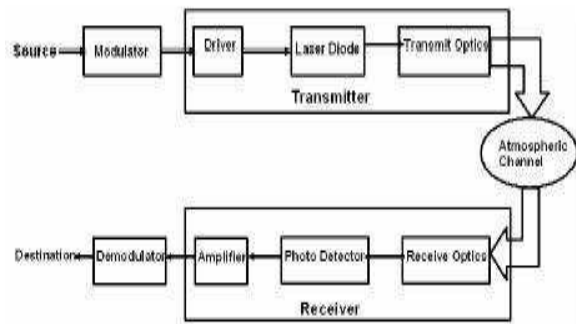 Source
Modulator
Driver
Laser Diode
Transmit Optics
Transmitter
Atmospheric
Channel
Destination
Demodulator
Amplifier
Photo Detector
Receive Optics
Receiver